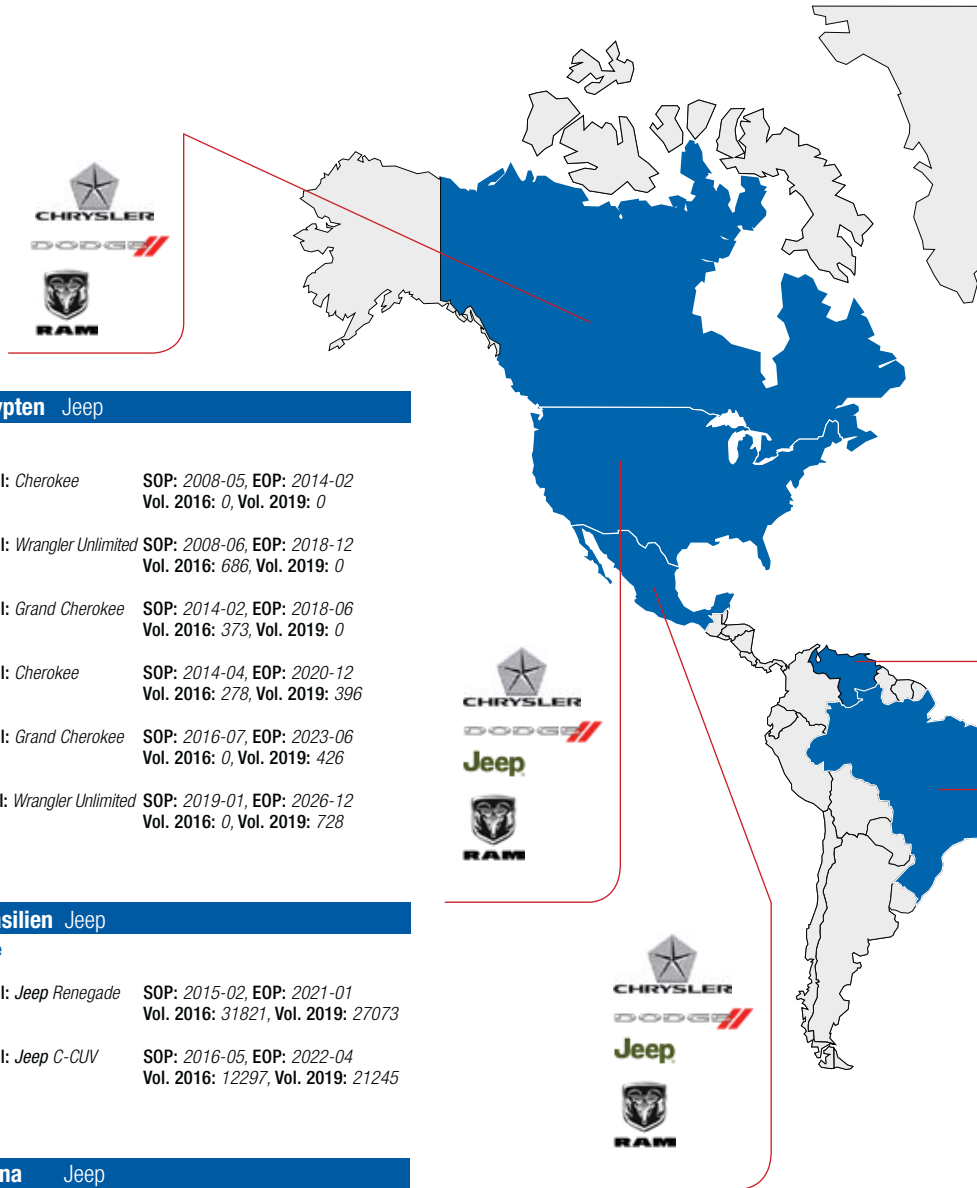 CHRYSLER
DODGE
RAM
ypten Jeep
l: Cherokee SOP: 2008-05, EOP: 2014-02
Vol. 2016: 0, Vol. 2019: 0
l: Wrangler Unlimited SOP: 2008-06, EOP: 2018-12
Vol. 2016: 686, Vol. 2019: 0
l: Grand Cherokee SOP: 2014-02, EOP: 2018-06
Vol. 2016: 373, Vol. 2019: 0
l: Cherokee SOP: 2014-04, EOP: 2020-12
Vol. 2016: 278, Vol. 2019: 396
l: Grand Cherokee SOP: 2016-07, EOP: 2023-06
Vol. 2016: 0, Vol. 2019: 426
l: Wrangler Unlimited SOP: 2019-01, EOP: 2026-12
Vol. 2016: 0, Vol. 2019: 728
CHRYSLER
DODGE
Jeep
RAM
asilien Jeep
e
l: Jeep Renegade SOP: 2015-02, EOP: 2021-01
Vol. 2016: 31821, Vol. 2019: 27073
l: Jeep C-CUV SOP: 2016-05, EOP: 2022-04
Vol. 2016: 12297, Vol. 2019: 21245
CHRYSLER
DODGE
Jeep
RAM
na Jeep